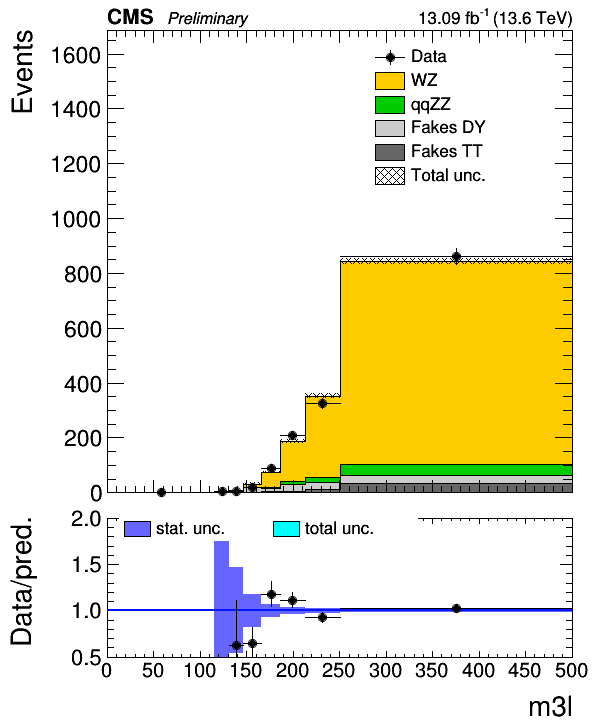 CMS Preliminary 13.09 fb⁻¹ (13.6 TeV)
Events
1600
1400
1200
1000
800
600
400
200
0
Data
WZ
qqZZ
Fakes DY
Fakes TT
Total unc.
Data/pred.
2.0
1.5
1.0
0.5
stat. unc.
total unc.
0 50 100 150 200 250 300 350 400 450 500
m3l